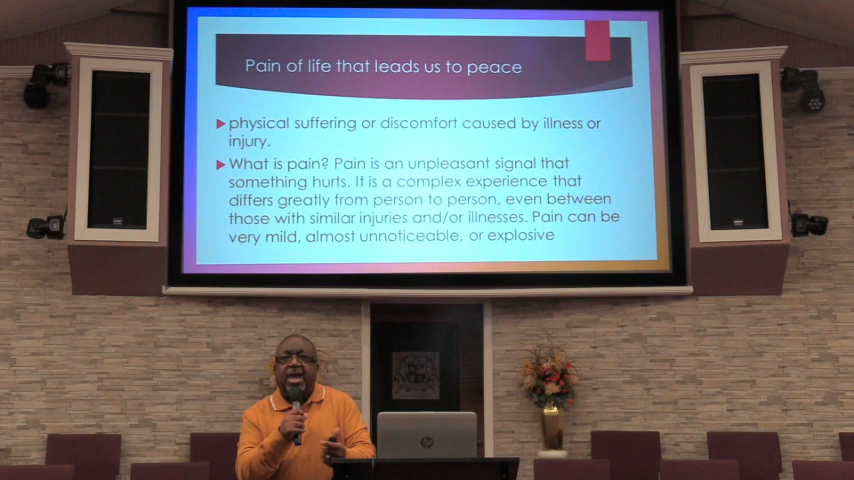 Pain of life that leads us to peace
physical suffering or discomfort caused by illness or
injury.
What is pain? Pain is an unpleasant signal that
something hurts. It is a complex experience that
differs greatly from person to person, even between
those with similar injuries and/or illnesses. Pain can be
very mild, almost unnoticeable, or explosive
hp